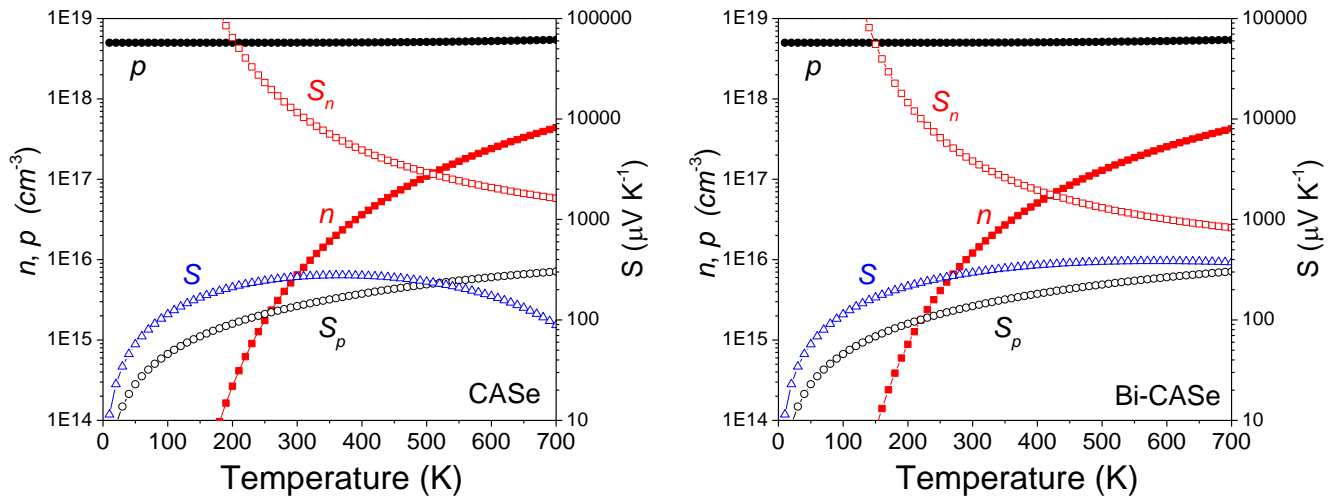 1E19
1E18
1E17
1E16
1E15
1E14
n, p (cm-3)
100000
10000
1000
100
10
S (μV K-1)
0 100 200 300 400 500 600 700
Temperature (K)
p
Sn
n
S
Sp
CASe
1E19
1E18
1E17
1E16
1E15
1E14
n, p (cm-3)
100000
10000
1000
100
10
S (μV K-1)
0 100 200 300 400 500 600 700
Temperature (K)
p
Sn
n
S
Sp
Bi-CASe